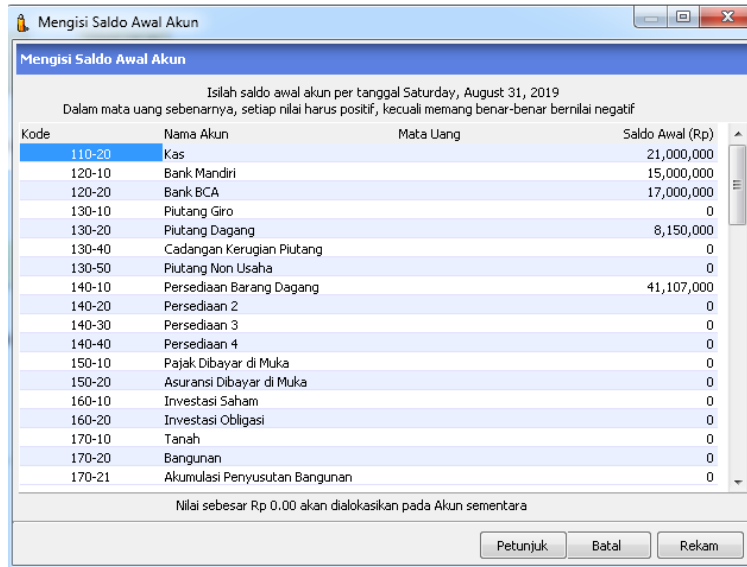 Mengisi Saldo Awal Akun
Mengisi Saldo Awal Akun
Isilah saldo awal akun per tanggal Saturday, August 31, 2019
Dalam mata uang sebenarnya, setiap nilai harus positif, kecuali memang benar-benar bernilai negatif
Kode Nama Akun Mata Uang Saldo Awal (Rp)
110-20 Kas 21,000,000
120-10 Bank Mandiri 15,000,000
120-20 Bank BCA 17,000,000
130-10 Piutang Giro 0
130-20 Piutang Dagang 8,150,000
130-40 Cadangan Kerugian Piutang 0
130-50 Piutang Non Usaha 0
140-10 Persediaan Barang Dagang 41,107,000
140-20 Persediaan 2 0
140-30 Persediaan 3 0
140-40 Persediaan 4 0
150-10 Pajak Dibayar di Muka 0
150-20 Asuransi Dibayar di Muka 0
160-10 Investasi Saham 0
160-20 Investasi Obligasi 0
170-10 Tanah 0
170-20 Bangunan 0
170-21 Akumulasi Penyusutan Bangunan 0
Nilai sebesar Rp 0.00 akan dialokasikan pada Akun sementara
Petunjuk Batal Rekam